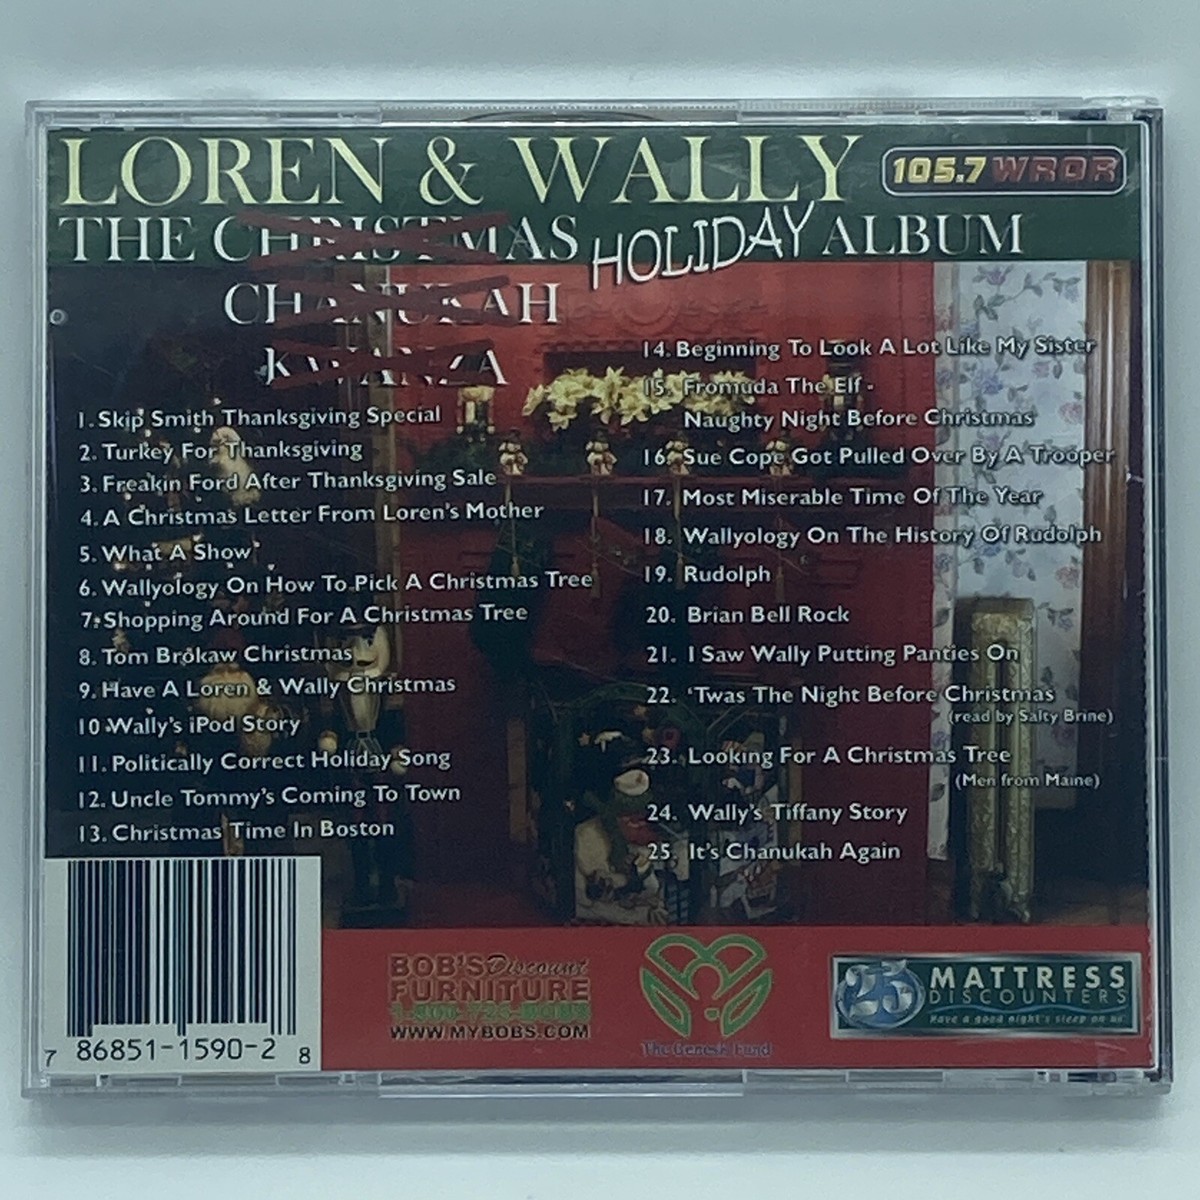 LOREN & WALLY
105.7 WROR
THE CHRISTMAS HOLIDAY ALBUM
CHANUKAH
KWANZA
1. Skip Smith Thanksgiving Special
2. Turkey For Thanksgiving
3. Freakin Ford After Thanksgiving Sale
4. A Christmas Letter From Loren's Mother
5. What A Show
6. Wallyology On How To Pick A Christmas Tree
7. Shopping Around For A Christmas Tree
8. Tom Brokaw Christmas
9. Have A Loren & Wally Christmas
10. Wally's iPod Story
11. Politically Correct Holiday Song
12. Uncle Tommy's Coming To Town
13. Christmas Time In Boston
14. Beginning To Look A Lot Like My Sister
15. Fromuda The Elf -
Naughty Night Before Christmas
16. Sue Cope Got Pulled Over By A Trooper
17. Most Miserable Time Of The Year
18. Wallyology On The History Of Rudolph
19. Rudolph
20. Brian Bell Rock
21. I Saw Wally Putting Panties On
22. 'Twas The Night Before Christmas
(read by Salty Brine)
23. Looking For A Christmas Tree
(Men from Maine)
24. Wally's Tiffany Story
25. It's Chanukah Again
7 86851-1590-2 8
BOB'S Discount
FURNITURE
WWW.MYBOBS.COM
The Genesis Fund
25 MATTRESS
DISCOUNTERS
Have a good night's sleep on us